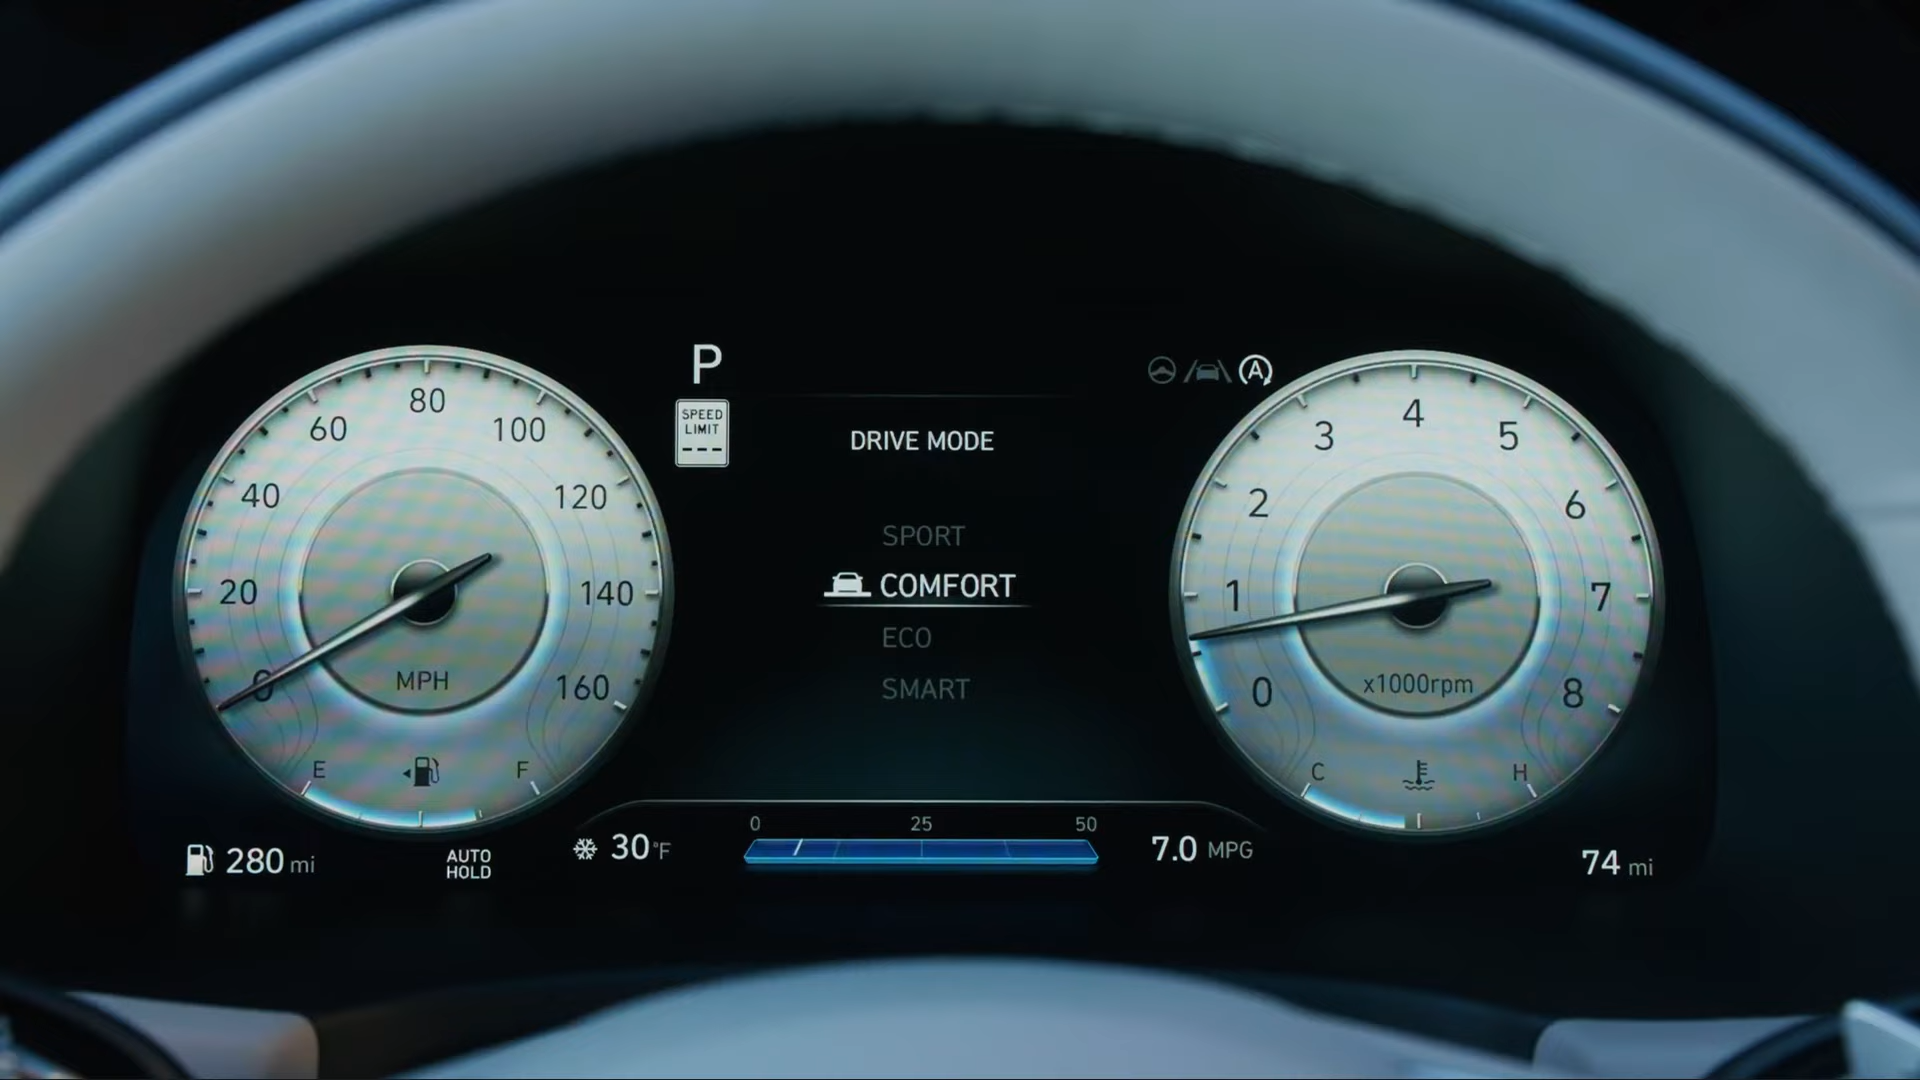 P
SPEED
LIMIT
---
DRIVE MODE
SPORT
COMFORT
ECO
SMART
0
20
40
60
80
100
120
140
160
MPH
E
F
A
0
1
2
3
4
5
6
7
8
x1000rpm
C
H
280 mi
AUTO
HOLD
30°F
0 25 50
7.0 MPG
74 mi